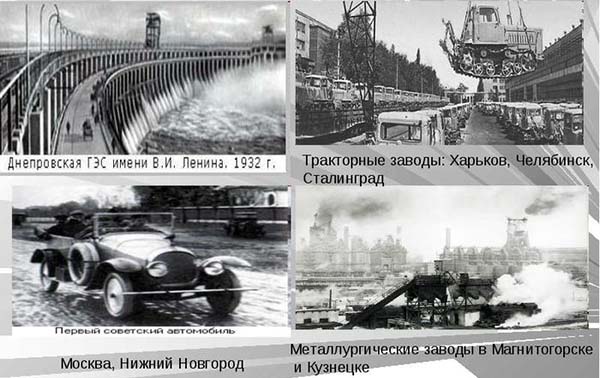 Днепровская ГЭС имени В.И. Ленина. 1932 г.
Тракторные заводы: Харьков, Челябинск,
Сталинград
Первый советский автомобиль
Москва, Нижний Новгород
Металлургические заводы в Магнитогорске
и Кузнецке